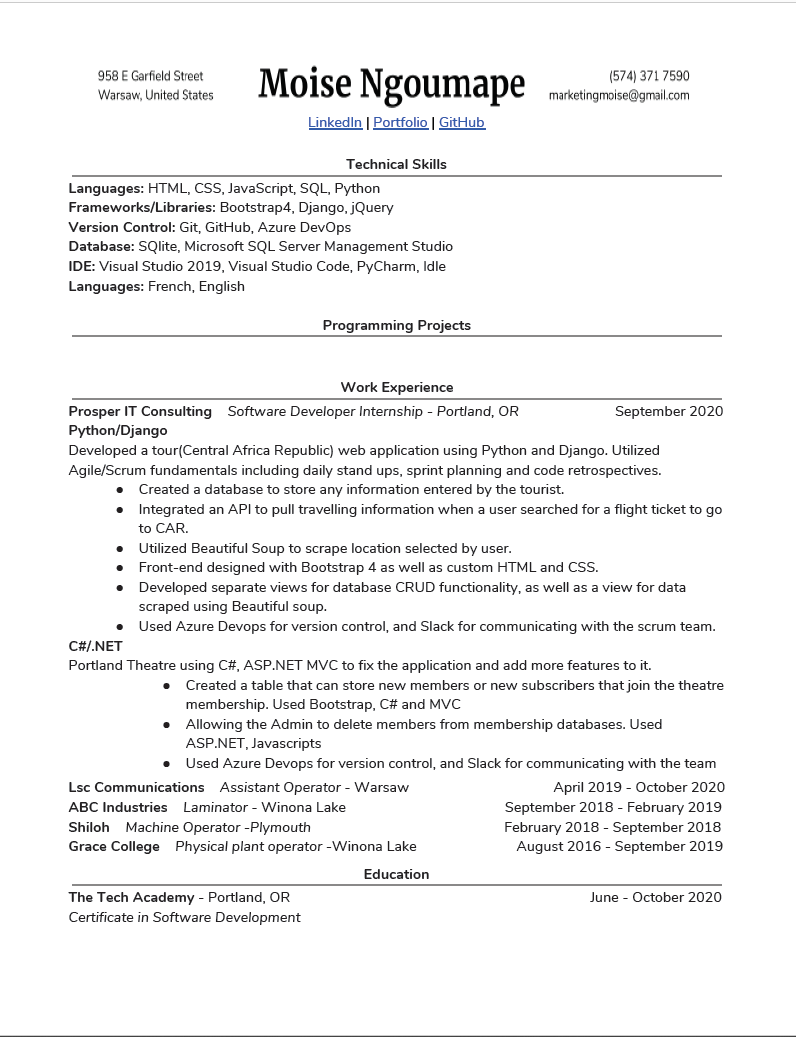 958 E Garfield Street
Warsaw, United States
Moise Ngoumape
(574) 371 7590
marketingmoise@gmail.com
LinkedIn | Portfolio | GitHub
Technical Skills
Languages: HTML, CSS, JavaScript, SQL, Python
Frameworks/Libraries: Bootstrap4, Django, jQuery
Version Control: Git, GitHub, Azure DevOps
Database: SQlite, Microsoft SQL Server Management Studio
IDE: Visual Studio 2019, Visual Studio Code, PyCharm, Idle
Languages: French, English
Programming Projects
Work Experience
Prosper IT Consulting Software Developer Internship - Portland, OR September 2020
Python/Django
Developed a tour(Central Africa Republic) web application using Python and Django. Utilized
Agile/Scrum fundamentals including daily stand ups, sprint planning and code retrospectives.
● Created a database to store any information entered by the tourist.
● Integrated an API to pull travelling information when a user searched for a flight ticket to go
to CAR.
● Utilized Beautiful Soup to scrape location selected by user.
● Front-end designed with Bootstrap 4 as well as custom HTML and CSS.
● Developed separate views for database CRUD functionality, as well as a view for data
scraped using Beautiful soup.
● Used Azure Devops for version control, and Slack for communicating with the scrum team.
C#/.NET
Portland Theatre using C#, ASP.NET MVC to fix the application and add more features to it.
● Created a table that can store new members or new subscribers that join the theatre
membership. Used Bootstrap, C# and MVC
● Allowing the Admin to delete members from membership databases. Used
ASP.NET, Javascripts
● Used Azure Devops for version control, and Slack for communicating with the team
Lsc Communications Assistant Operator - Warsaw April 2019 - October 2020
ABC Industries Laminator - Winona Lake September 2018 - February 2019
Shiloh Machine Operator -Plymouth February 2018 - September 2018
Grace College Physical plant operator -Winona Lake August 2016 - September 2019
Education
The Tech Academy - Portland, OR June - October 2020
Certificate in Software Development